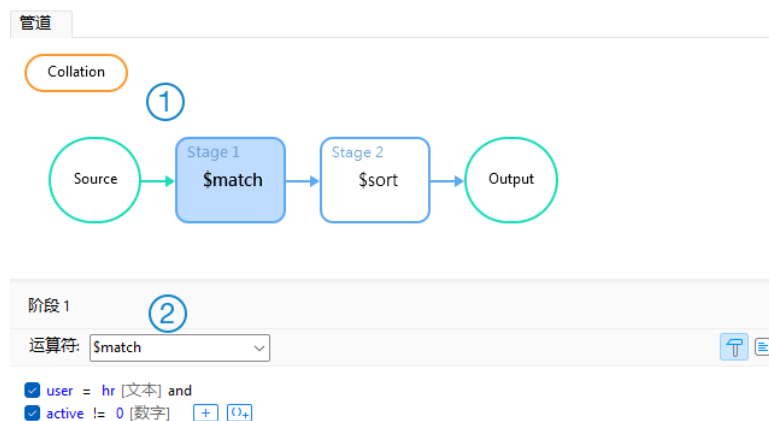 管道
Collation
①
Stage 1
$match
Stage 2
$sort
Source
Output
阶段 1
②
运算符: $match
user = hr [文本] and
active != 0 [数字]